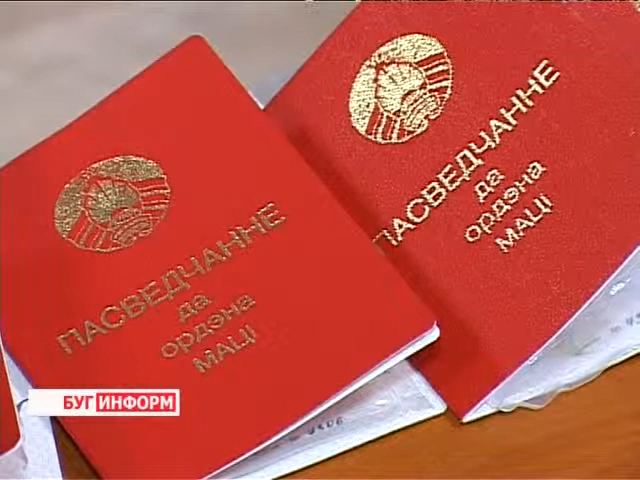 ПАСВЕДЧАННЕ
да
ордэна
МАЦІ
ПАСВЕДЧАННЕ
да
ордэна
МАЦІ
БУГ ИНФОРМ